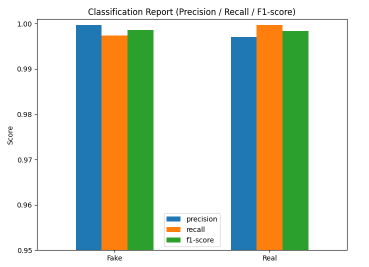 Classification Report (Precision / Recall / F1-score)
1.00
0.99
0.98
0.97
0.96
0.95
Score
precision
recall
f1-score
Fake Real